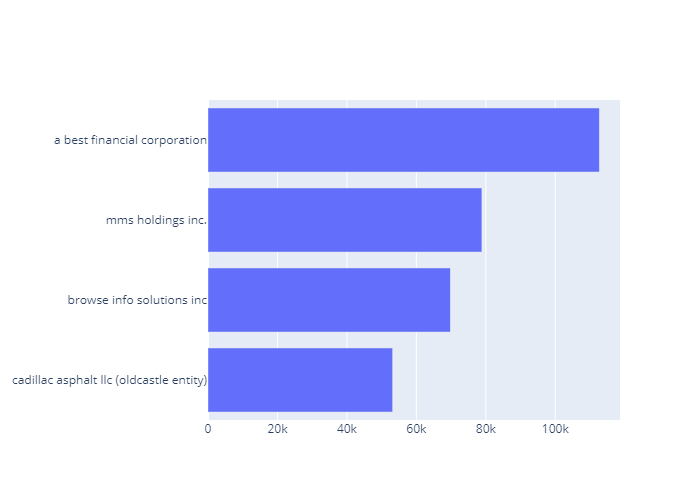 a best financial corporation
mms holdings inc.
browse info solutions inc
cadillac asphalt llc (oldcastle entity)
0 20k 40k 60k 80k 100k